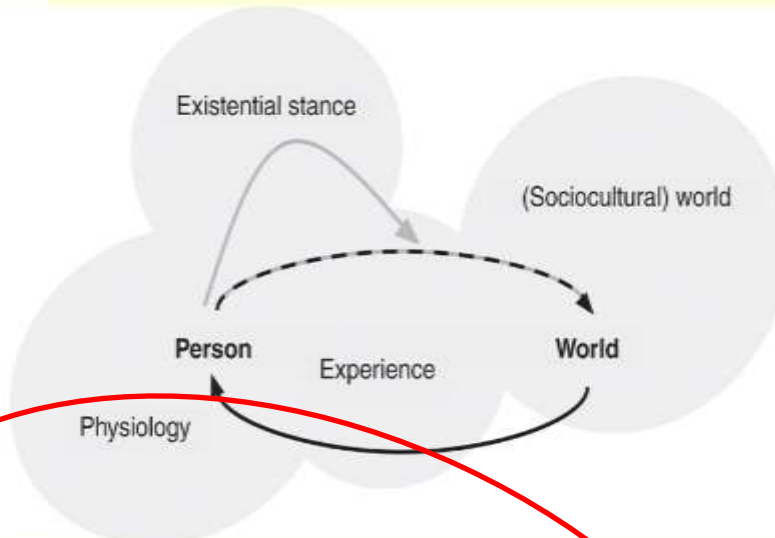 Existential stance
(Sociocultural) world
Person
World
Experience
Physiology